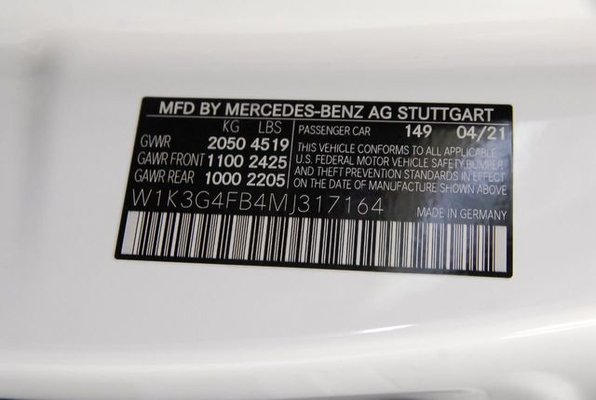 MFD BY MERCEDES-BENZ AG STUTTGART
KG LBS
GVWR 2050 4519
GAWR FRONT 1100 2425
GAWR REAR 1000 2205
PASSENGER CAR 149 04/21
THIS VEHICLE CONFORMS TO ALL APPLICABLE
U.S. FEDERAL MOTOR VEHICLE SAFETY, BUMPER
AND THEFT PREVENTION STANDARDS IN EFFECT
ON THE DATE OF MANUFACTURE SHOWN ABOVE
W1K3G4FB4MJ317164
MADE IN GERMANY